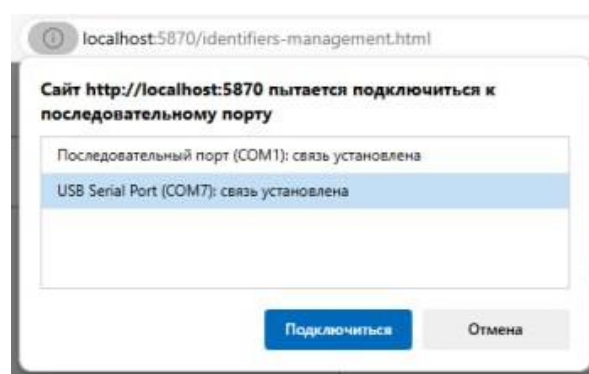 localhost:5870/identifiers-management.html
Сайт http://localhost:5870 пытается подключиться к
последовательному порту
Последовательный порт (COM1): связь установлена
USB Serial Port (COM7): связь установлена
Подключиться Отмена